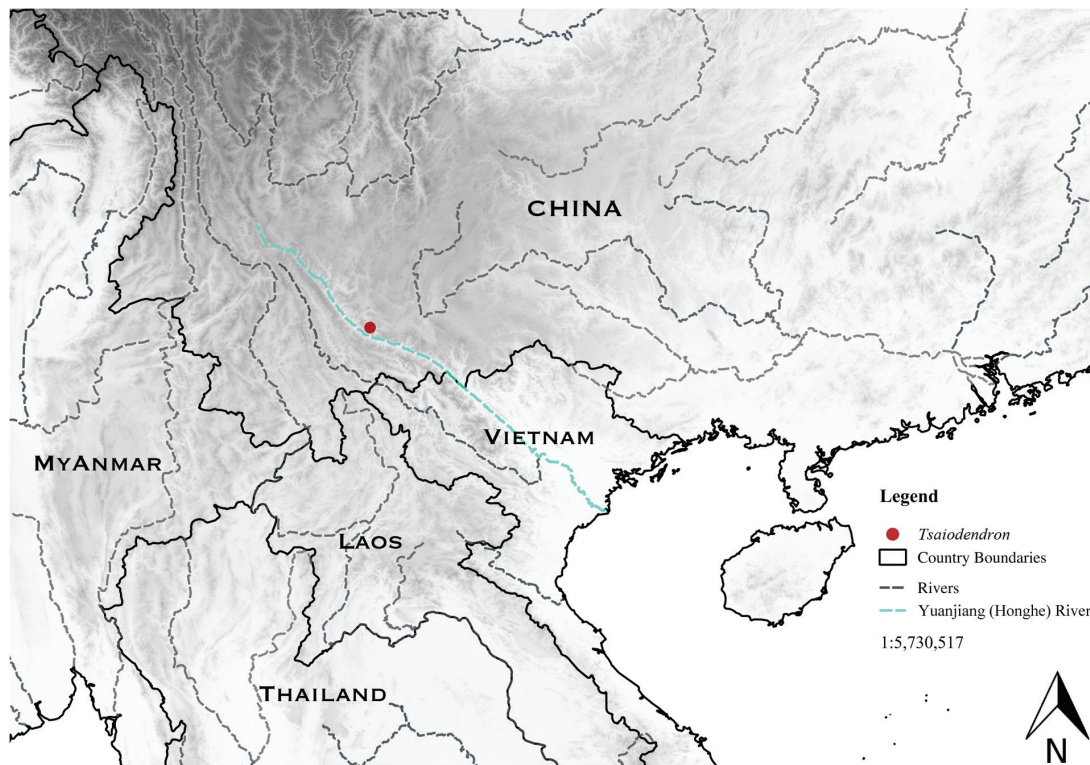 CHINA
VIETNAM
MYANMAR
LAOS
THAILAND
Legend
Tsaiodendron
Country Boundaries
Rivers
Yuanjiang (Honghe) River
1:5,730,517
N